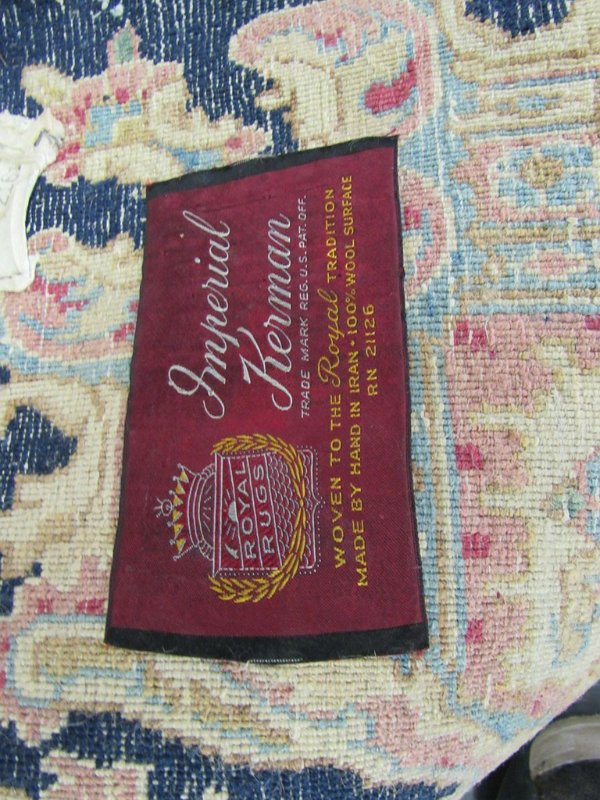 Imperial
Kerman
TRADE MARK REG. U.S. PAT. OFF.
ROYAL
RUGS
WOVEN TO THE Royal TRADITION
MADE BY HAND IN IRAN • 100% WOOL SURFACE
RN 21126